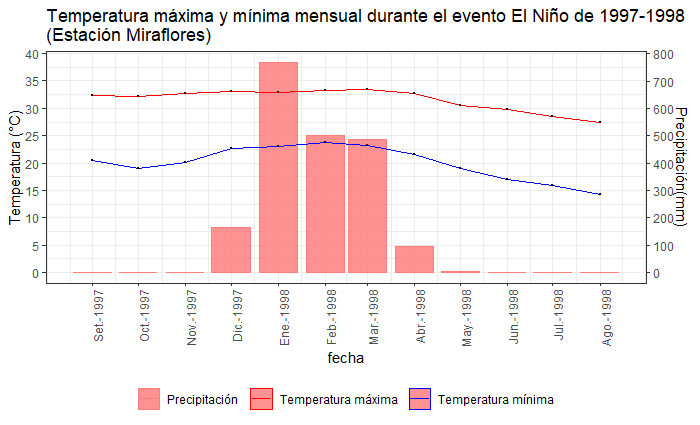 Temperatura máxima y mínima mensual durante el evento El Niño de 1997-1998
(Estación Miraflores)
Temperatura (°C)
40
35
30
25
20
15
10
5
0
800
700
600
500
400
300
200
100
0
Precipitación(mm)
Set.-1997
Oct.-1997
Nov.-1997
Dic.-1997
Ene.-1998
Feb.-1998
Mar.-1998
Abr.-1998
May.-1998
Jun.-1998
Jul.-1998
Ago.-1998
fecha
Precipitación Temperatura máxima Temperatura mínima